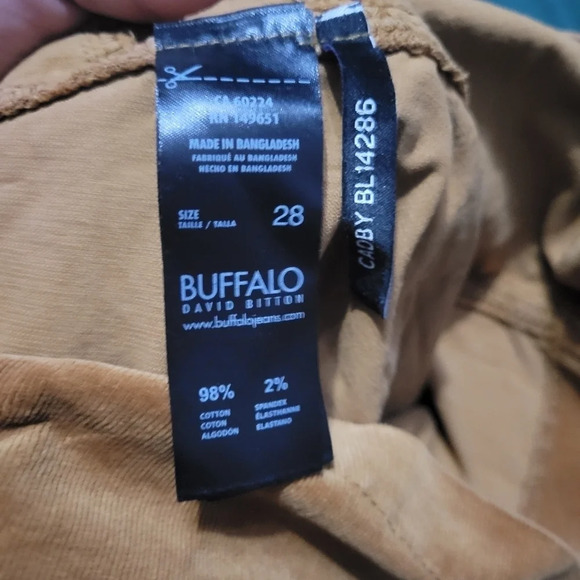 CA 60224
RN 149651
MADE IN BANGLADESH
FABRIQUÉ AU BANGLADESH
HECHO EN BANGLADESH
SIZE 28
TAILLE / TALLA
BUFFALO
DAVID BITTON
www.buffalojeans.com
98% 2%
COTTON SPANDEX
COTON ÉLASTHANNE
ALGODÓN ELASTANO
CADBY BL14286